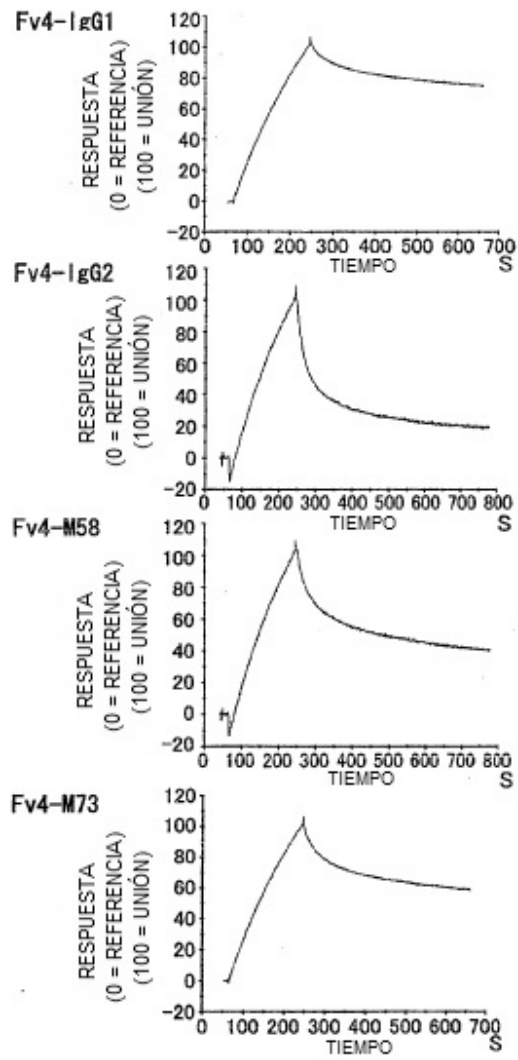 Fv4-IgG1
RESPUESTA
(0 = REFERENCIA)
(100 = UNIÓN)
120
100
80
60
40
20
0
-20
0 100 200 300 400 500 600 700
TIEMPO S
Fv4-IgG2
RESPUESTA
(0 = REFERENCIA)
(100 = UNIÓN)
120
100
80
60
40
20
0
-20
0 100 200 300 400 500 600 700 800
TIEMPO S
Fv4-M58
RESPUESTA
(0 = REFERENCIA)
(100 = UNIÓN)
120
100
80
60
40
20
0
-20
0 100 200 300 400 500 600 700 800
TIEMPO S
Fv4-M73
RESPUESTA
(0 = REFERENCIA)
(100 = UNIÓN)
120
100
80
60
40
20
0
-20
0 100 200 300 400 500 600 700
TIEMPO S